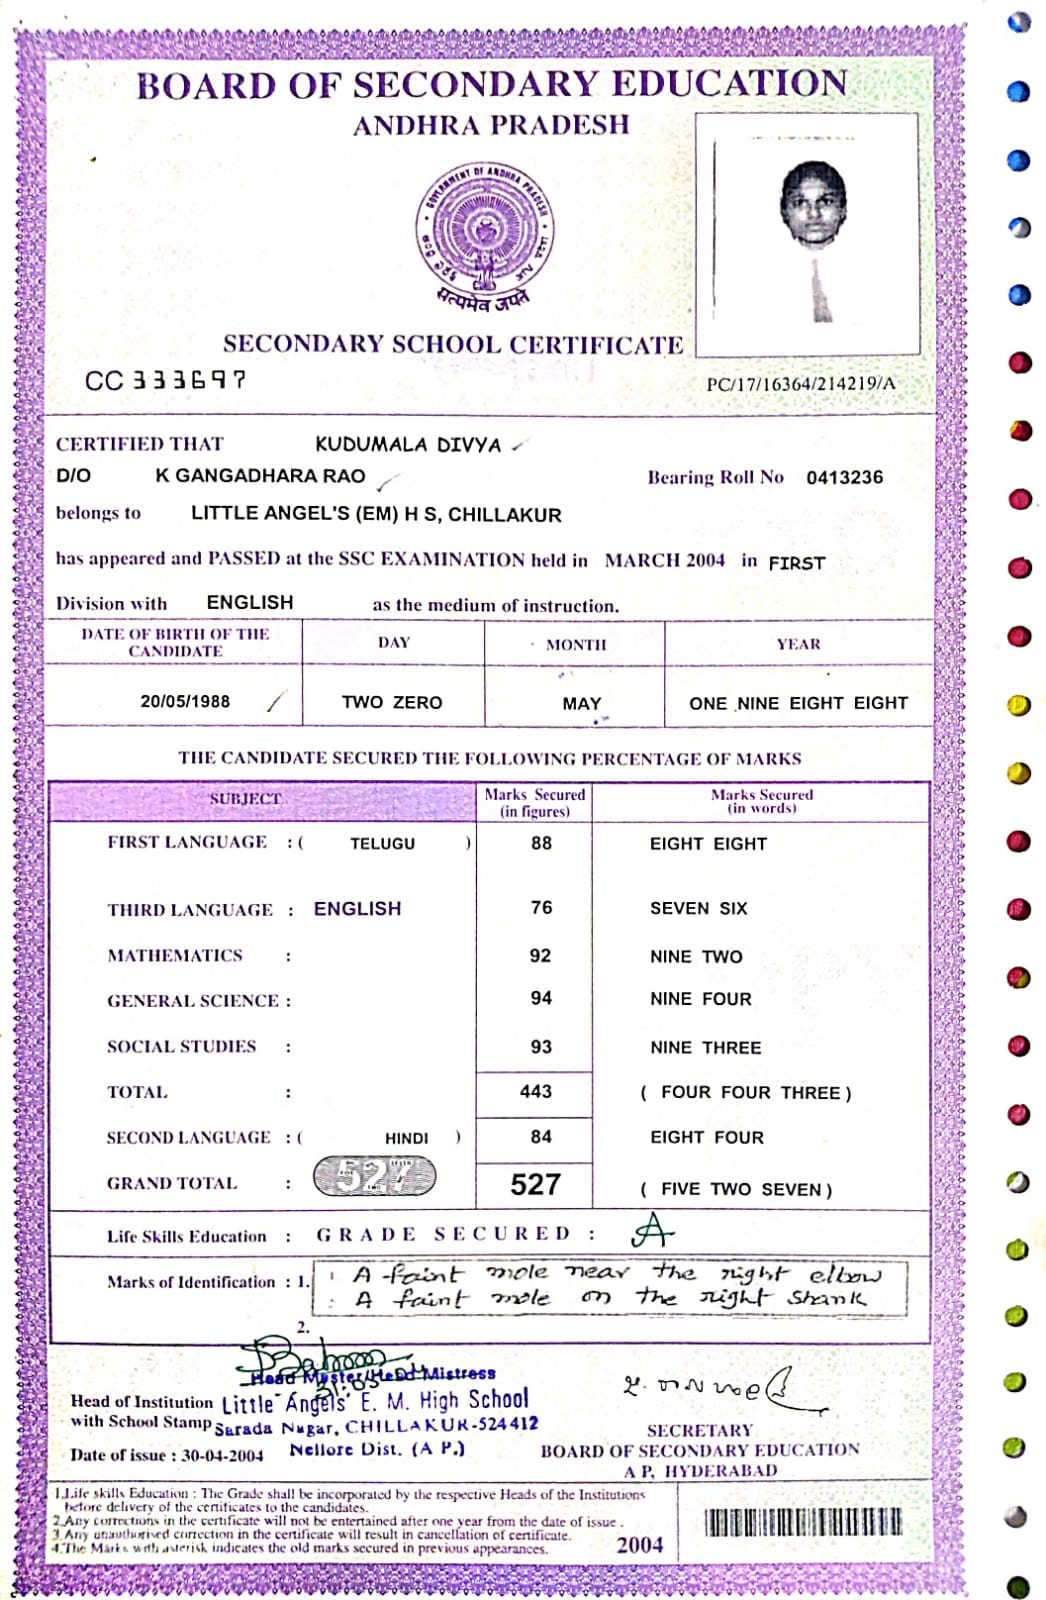 BOARD OF SECONDARY EDUCATION
ANDHRA PRADESH
GOVERNMENT OF ANDHRA PRADESH
सत्यमेव जयते
SECONDARY SCHOOL CERTIFICATE
CC 333697
PC/17/16364/214219/A
CERTIFIED THAT KUDUMALA DIVYA
D/O K GANGADHARA RAO Bearing Roll No 0413236
belongs to LITTLE ANGEL'S (EM) H S, CHILLAKUR
has appeared and PASSED at the SSC EXAMINATION held in MARCH 2004 in FIRST
Division with ENGLISH as the medium of instruction.
DATE OF BIRTH OF THE CANDIDATE DAY MONTH YEAR
20/05/1988 TWO ZERO MAY ONE NINE EIGHT EIGHT
THE CANDIDATE SECURED THE FOLLOWING PERCENTAGE OF MARKS
SUBJECT Marks Secured (in figures) Marks Secured (in words)
FIRST LANGUAGE : ( TELUGU ) 88 EIGHT EIGHT
THIRD LANGUAGE : ENGLISH 76 SEVEN SIX
MATHEMATICS : 92 NINE TWO
GENERAL SCIENCE : 94 NINE FOUR
SOCIAL STUDIES : 93 NINE THREE
TOTAL : 443 ( FOUR FOUR THREE )
SECOND LANGUAGE : ( HINDI ) 84 EIGHT FOUR
GRAND TOTAL : 527 527 ( FIVE TWO SEVEN )
Life Skills Education : GRADE SECURED : A
Marks of Identification : 1. A faint mole near the right elbow
: A faint mole on the right shank
2.
Head Master/Head Mistress
Head of Institution Little Angels' E. M. High School
with School Stamp Sarada Nagar, CHILLAKUR-524412
Date of issue : 30-04-2004 Nellore Dist. (A P.)
SECRETARY
BOARD OF SECONDARY EDUCATION
A P, HYDERABAD
1.Life skills Education : The Grade shall be incorporated by the respective Heads of the Institutions
before delivery of the certificates to the candidates.
2.Any corrections in the certificate will not be entertained after one year from the date of issue .
3.Any unauthorised correction in the certificate will result in cancellation of certificate.
4.The Marks with asterisk indicates the old marks secured in previous appearances.
2004